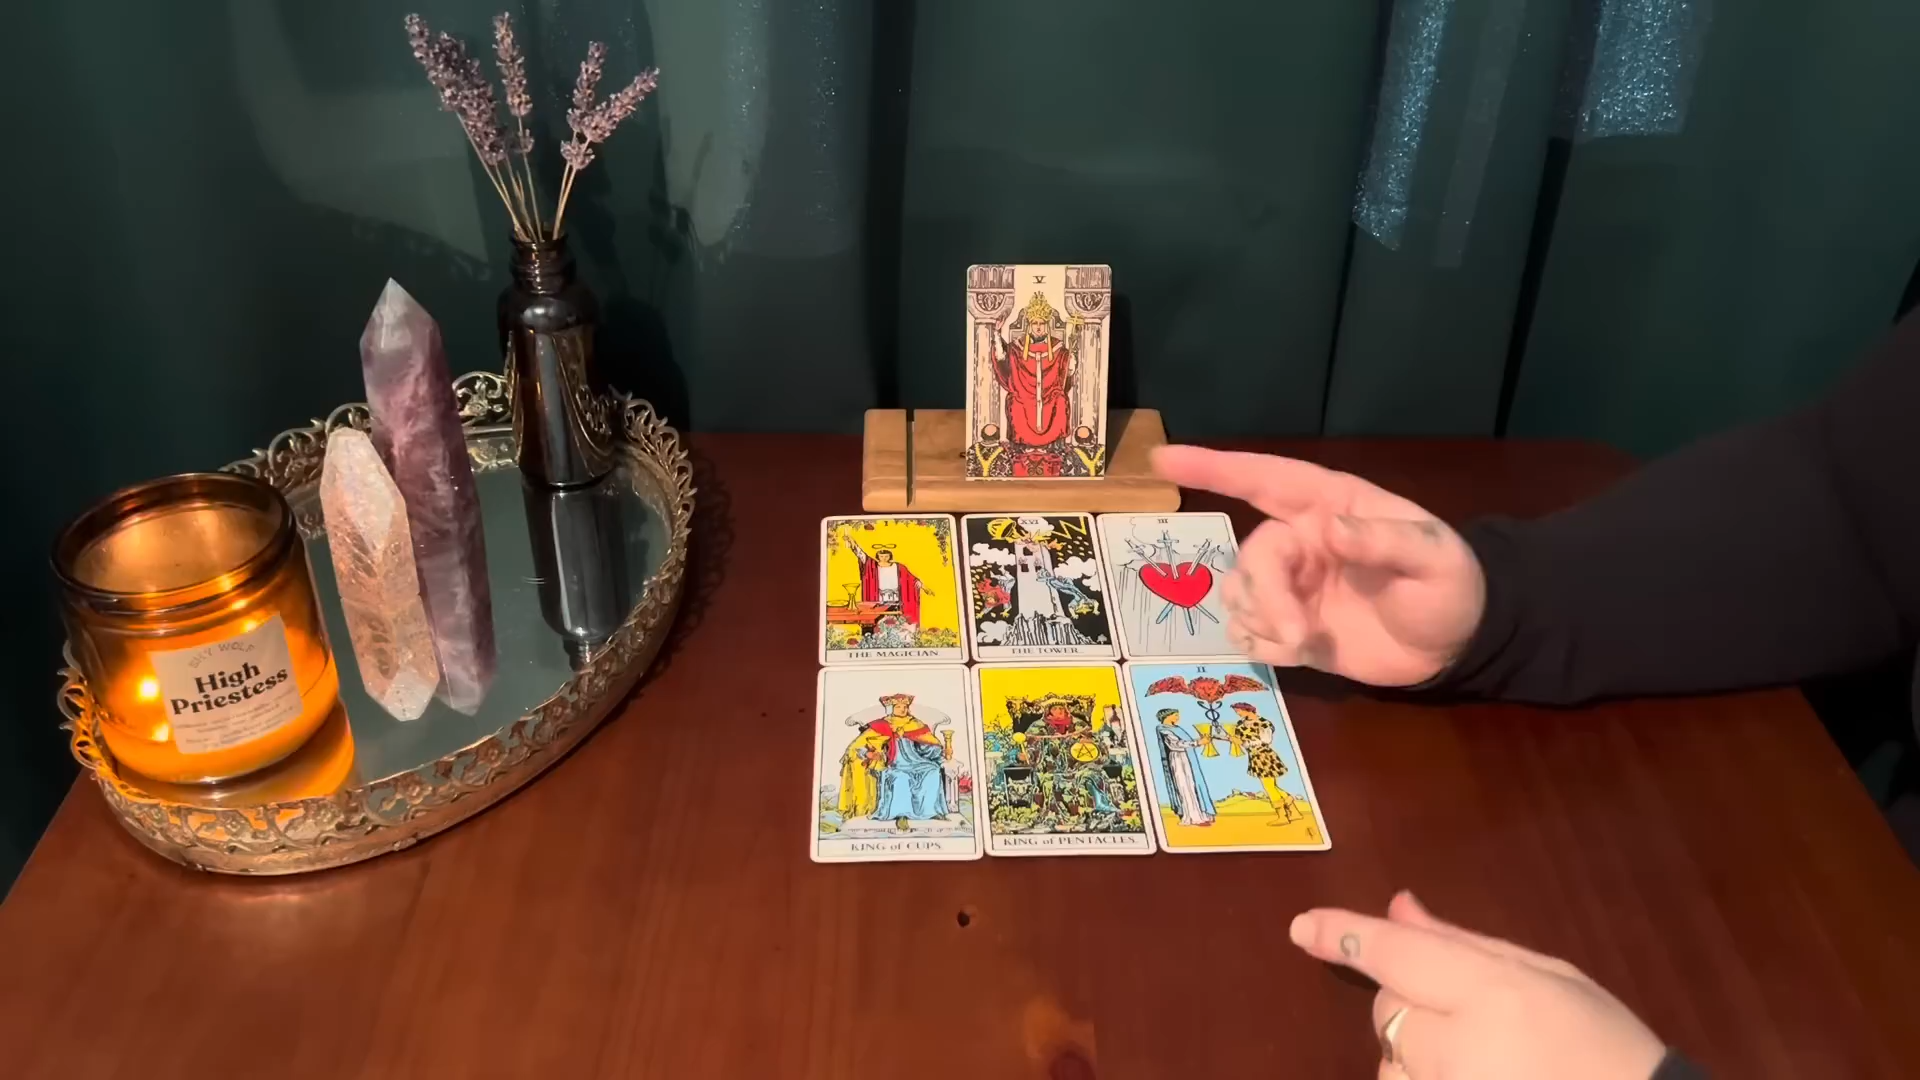 V
I
XVI
III
THE MAGICIAN.
THE TOWER.
II
KING of CUPS.
KING of PENTACLES.
High
Priestess